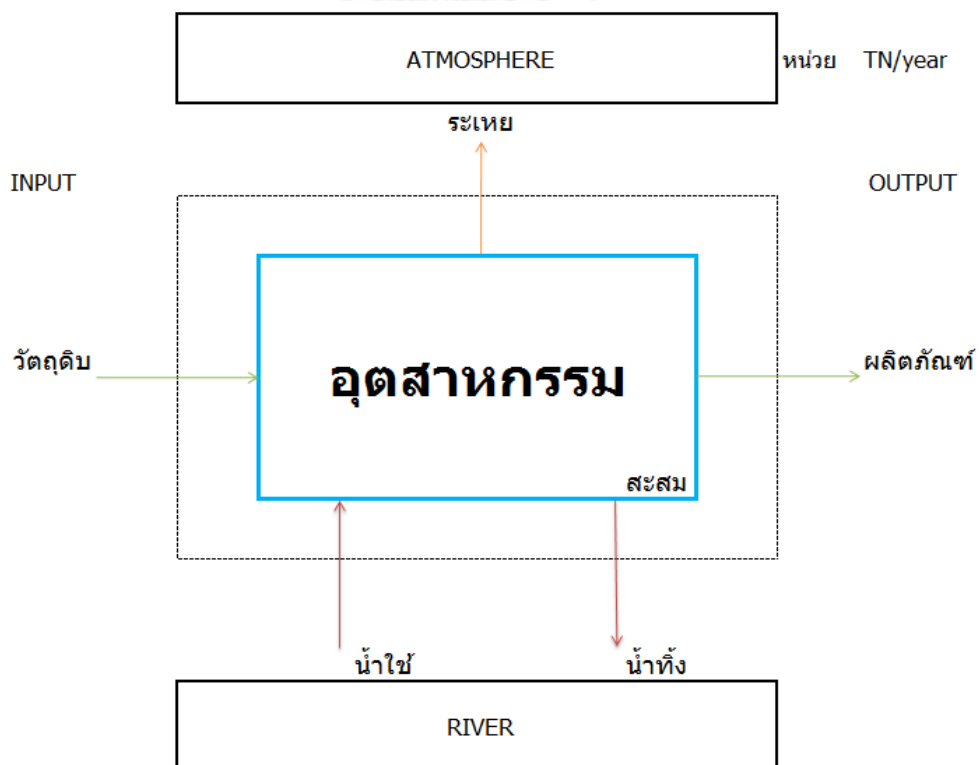 ATMOSPHERE
หน่วย TN/year
ระเหย
INPUT
OUTPUT
วัตถุดิบ
อุตสาหกรรม
ผลิตภัณฑ์
สะสม
น้ำใช้
น้ำทิ้ง
RIVER